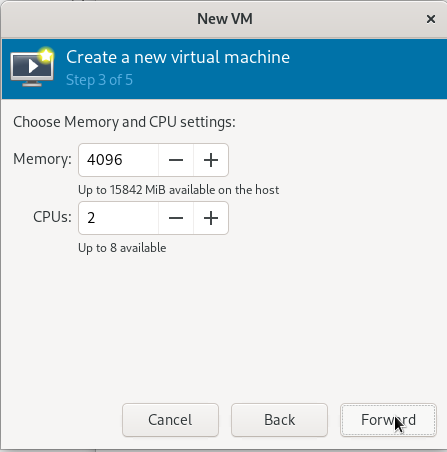 New VM
Create a new virtual machine
Step 3 of 5
Choose Memory and CPU settings:
Memory: 4096
Up to 15842 MiB available on the host
CPUs: 2
Up to 8 available
Cancel Back Forward